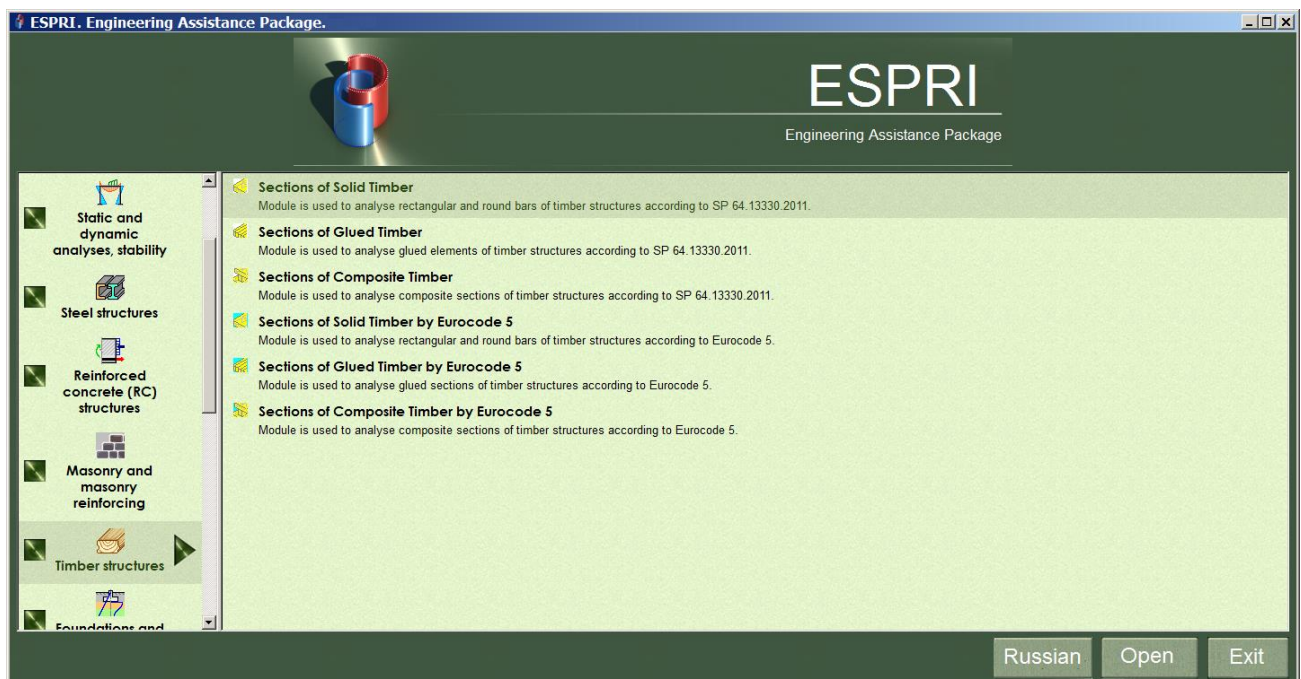 ESPRI. Engineering Assistance Package.
ESPRI
Engineering Assistance Package
Static and
dynamic
analyses, stability
Steel structures
Reinforced
concrete (RC)
structures
Masonry and
masonry
reinforcing
Timber structures
Foundations and
Sections of Solid Timber
Module is used to analyse rectangular and round bars of timber structures according to SP 64.13330.2011.
Sections of Glued Timber
Module is used to analyse glued elements of timber structures according to SP 64.13330.2011.
Sections of Composite Timber
Module is used to analyse composite sections of timber structures according to SP 64.13330.2011.
Sections of Solid Timber by Eurocode 5
Module is used to analyse rectangular and round bars of timber structures according to Eurocode 5.
Sections of Glued Timber by Eurocode 5
Module is used to analyse glued sections of timber structures according to Eurocode 5.
Sections of Composite Timber by Eurocode 5
Module is used to analyse composite sections of timber structures according to Eurocode 5.
Russian
Open
Exit